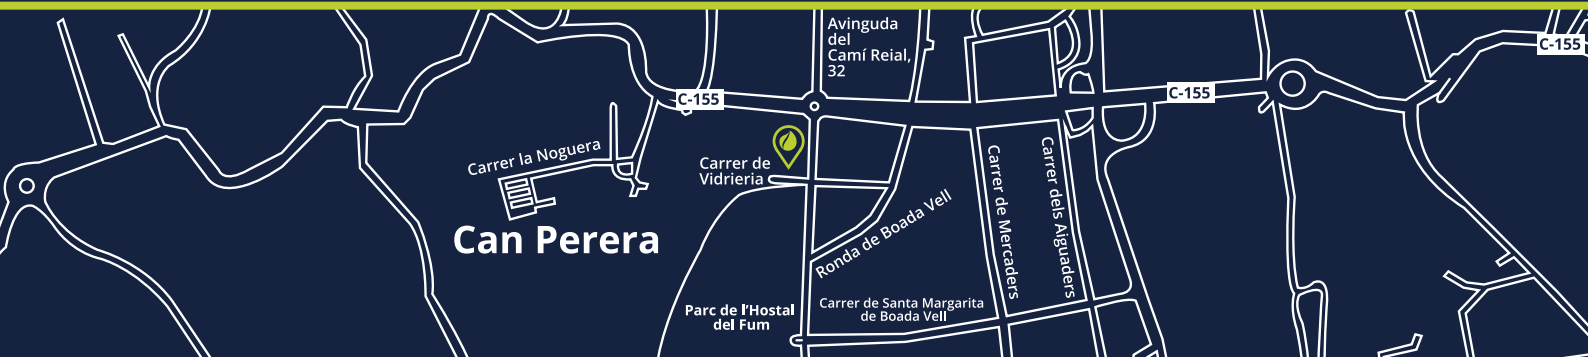 Avinguda
del
Camí Reial,
32
C-155
C-155
C-155
Carrer la Noguera
Carrer de
Vidrieria
Can Perera
Ronda de Boada Vell
Carrer de Mercaders
Carrer dels Aiguaders
Parc de l'Hostal
del Fum
Carrer de Santa Margarita
de Boada Vell